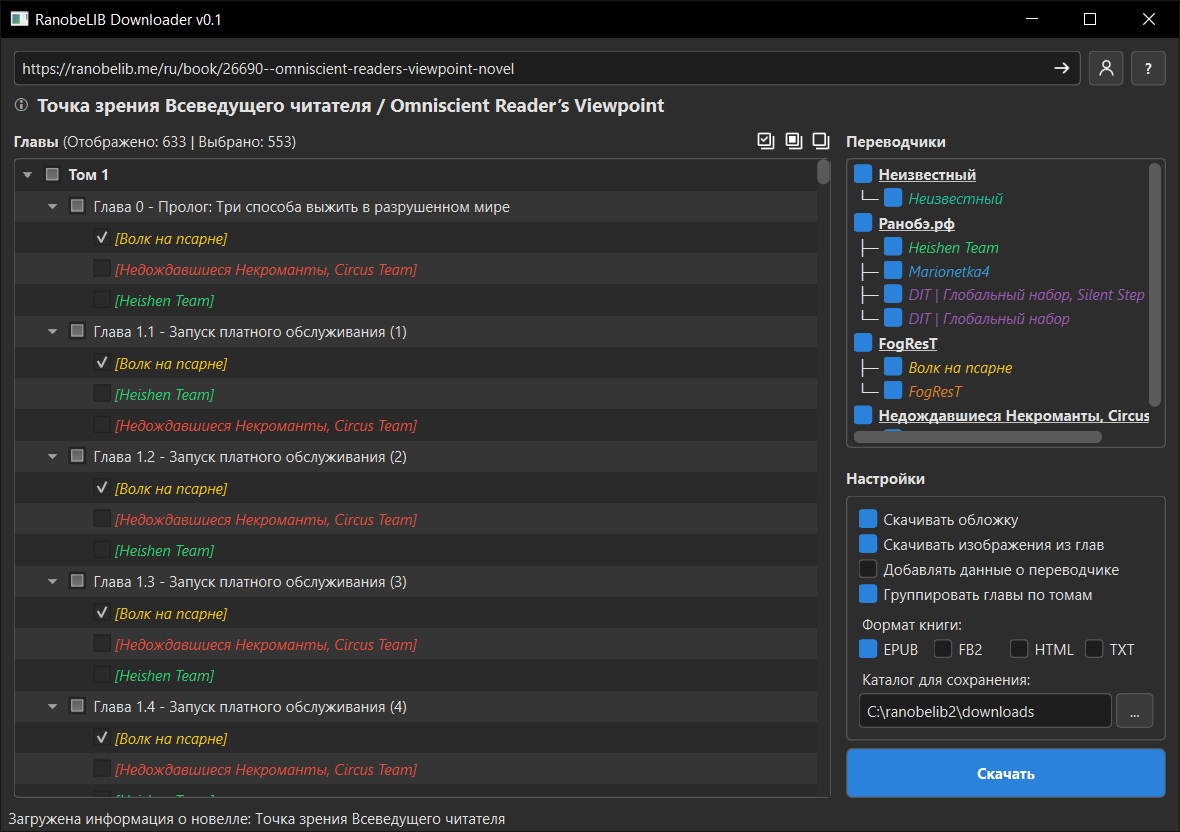 RanobeLIB Downloader v0.1
https://ranobelib.me/ru/book/26690--omniscient-readers-viewpoint-novel
?
Точка зрения Всеведущего читателя / Omniscient Reader’s Viewpoint
Главы (Отображено: 633 | Выбрано: 553)
Том 1
Глава 0 - Пролог: Три способа выжить в разрушенном мире
[Волк на псарне]
[Недождавшиеся Некроманты, Circus Team]
[Heishen Team]
Глава 1.1 - Запуск платного обслуживания (1)
[Волк на псарне]
[Heishen Team]
[Недождавшиеся Некроманты, Circus Team]
Глава 1.2 - Запуск платного обслуживания (2)
[Волк на псарне]
[Недождавшиеся Некроманты, Circus Team]
[Heishen Team]
Глава 1.3 - Запуск платного обслуживания (3)
[Волк на псарне]
[Недождавшиеся Некроманты, Circus Team]
[Heishen Team]
Глава 1.4 - Запуск платного обслуживания (4)
[Волк на псарне]
[Недождавшиеся Некроманты, Circus Team]
Переводчики
Неизвестный
Неизвестный
Ранобэ.рф
Heishen Team
Marionetka4
DIT | Глобальный набор, Silent Step
DIT | Глобальный набор
FogResT
Волк на псарне
FogResT
Недождавшиеся Некроманты, Circus
Настройки
Скачивать обложку
Скачивать изображения из глав
Добавлять данные о переводчике
Группировать главы по томам
Формат книги:
EPUB FB2 HTML TXT
Каталог для сохранения:
C:\ranobelib2\downloads ...
Скачать
Загружена информация о новелле: Точка зрения Всеведущего читателя